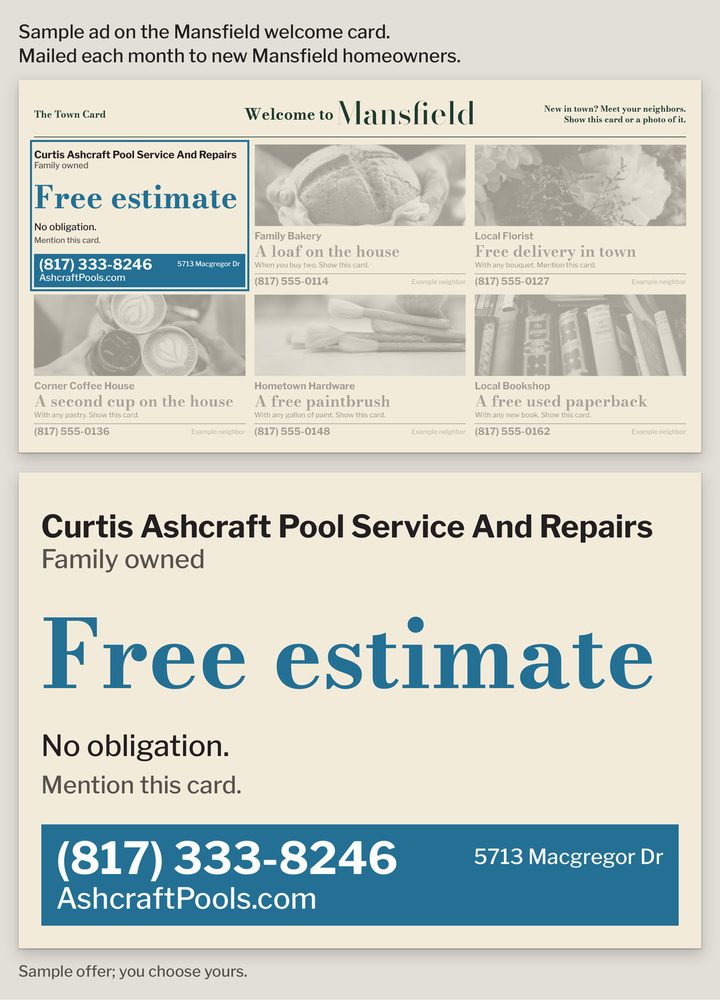 Sample ad on the Mansfield welcome card.
Mailed each month to new Mansfield homeowners.
The Town Card
Welcome to Mansfield
New in town? Meet your neighbors.
Show this card or a photo of it.
Curtis Ashcraft Pool Service And Repairs
Family owned
Free estimate
No obligation.
Mention this card.
(817) 333-8246
5713 Macgregor Dr
AshcraftPools.com
Family Bakery
A loaf on the house
When you buy two. Show this card.
(817) 555-0114
Example neighbor
Local Florist
Free delivery in town
With any bouquet. Mention this card.
(817) 555-0127
Example neighbor
Corner Coffee House
A second cup on the house
With any pastry. Show this card.
(817) 555-0136
Example neighbor
Hometown Hardware
A free paintbrush
With any gallon of paint. Show this card.
(817) 555-0148
Example neighbor
Local Bookshop
A free used paperback
With any new book. Show this card.
(817) 555-0162
Example neighbor
Curtis Ashcraft Pool Service And Repairs
Family owned
Free estimate
No obligation.
Mention this card.
(817) 333-8246
5713 Macgregor Dr
AshcraftPools.com
Sample offer; you choose yours.